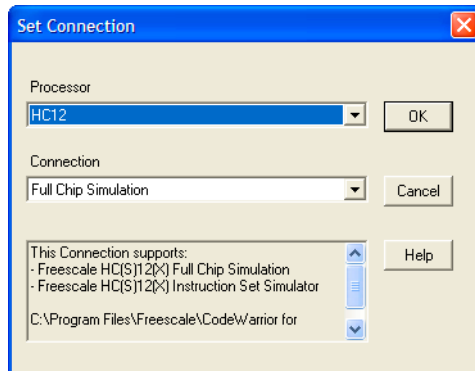 Set Connection
Processor
HC12
OK
Connection
Full Chip Simulation
Cancel
This Connection supports:
- Freescale HC(S)12(X) Full Chip Simulation
- Freescale HC(S)12(X) Instruction Set Simulator
C:\Program Files\Freescale\CodeWarrior for
Help